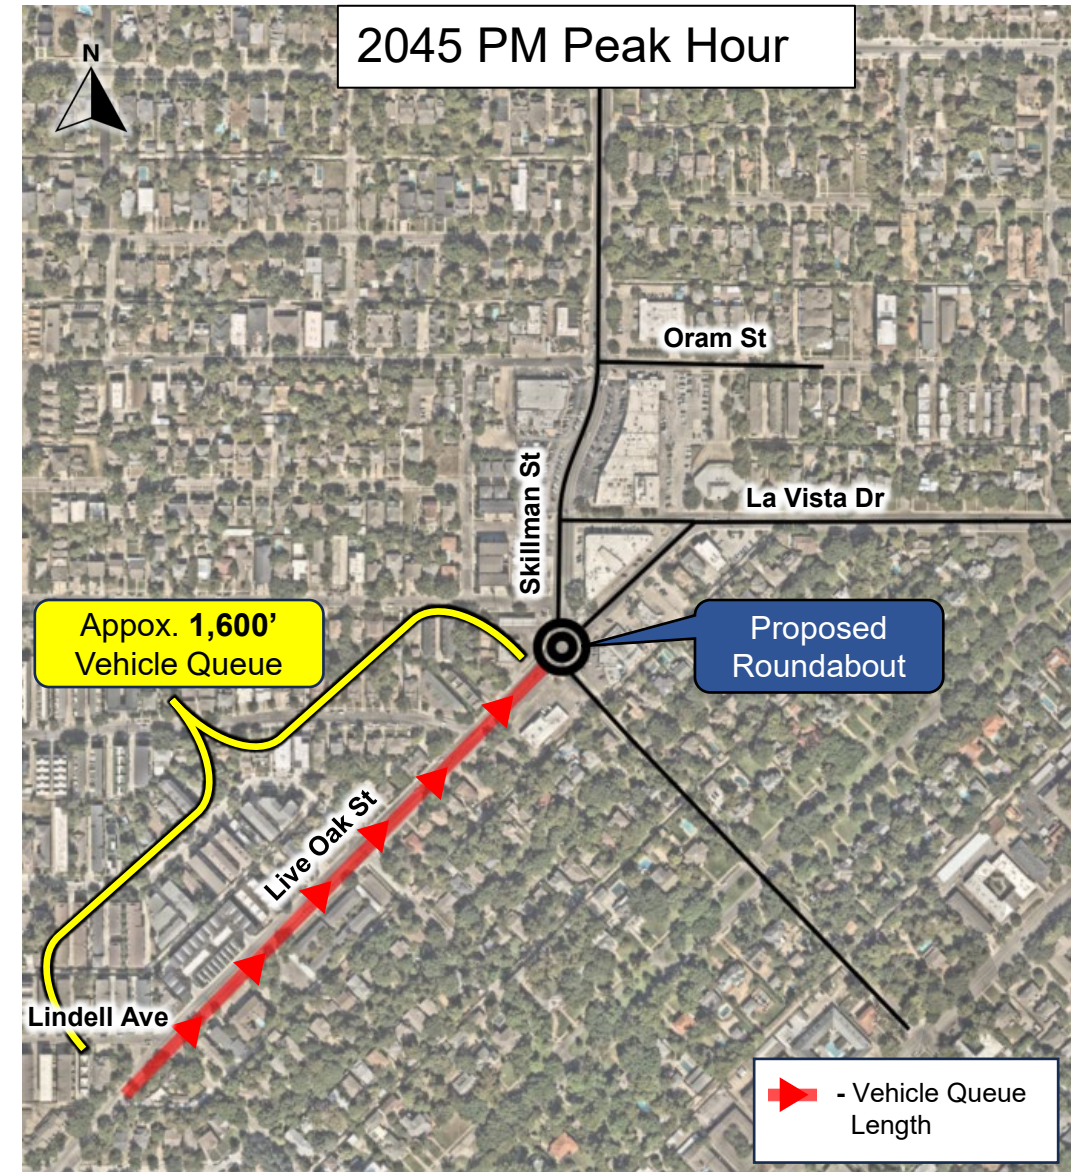 2045 PM Peak Hour
N
Oram St
Skillman St
La Vista Dr
Appox. 1,600’
Vehicle Queue
Proposed
Roundabout
Live Oak St
Lindell Ave
- Vehicle Queue
Length